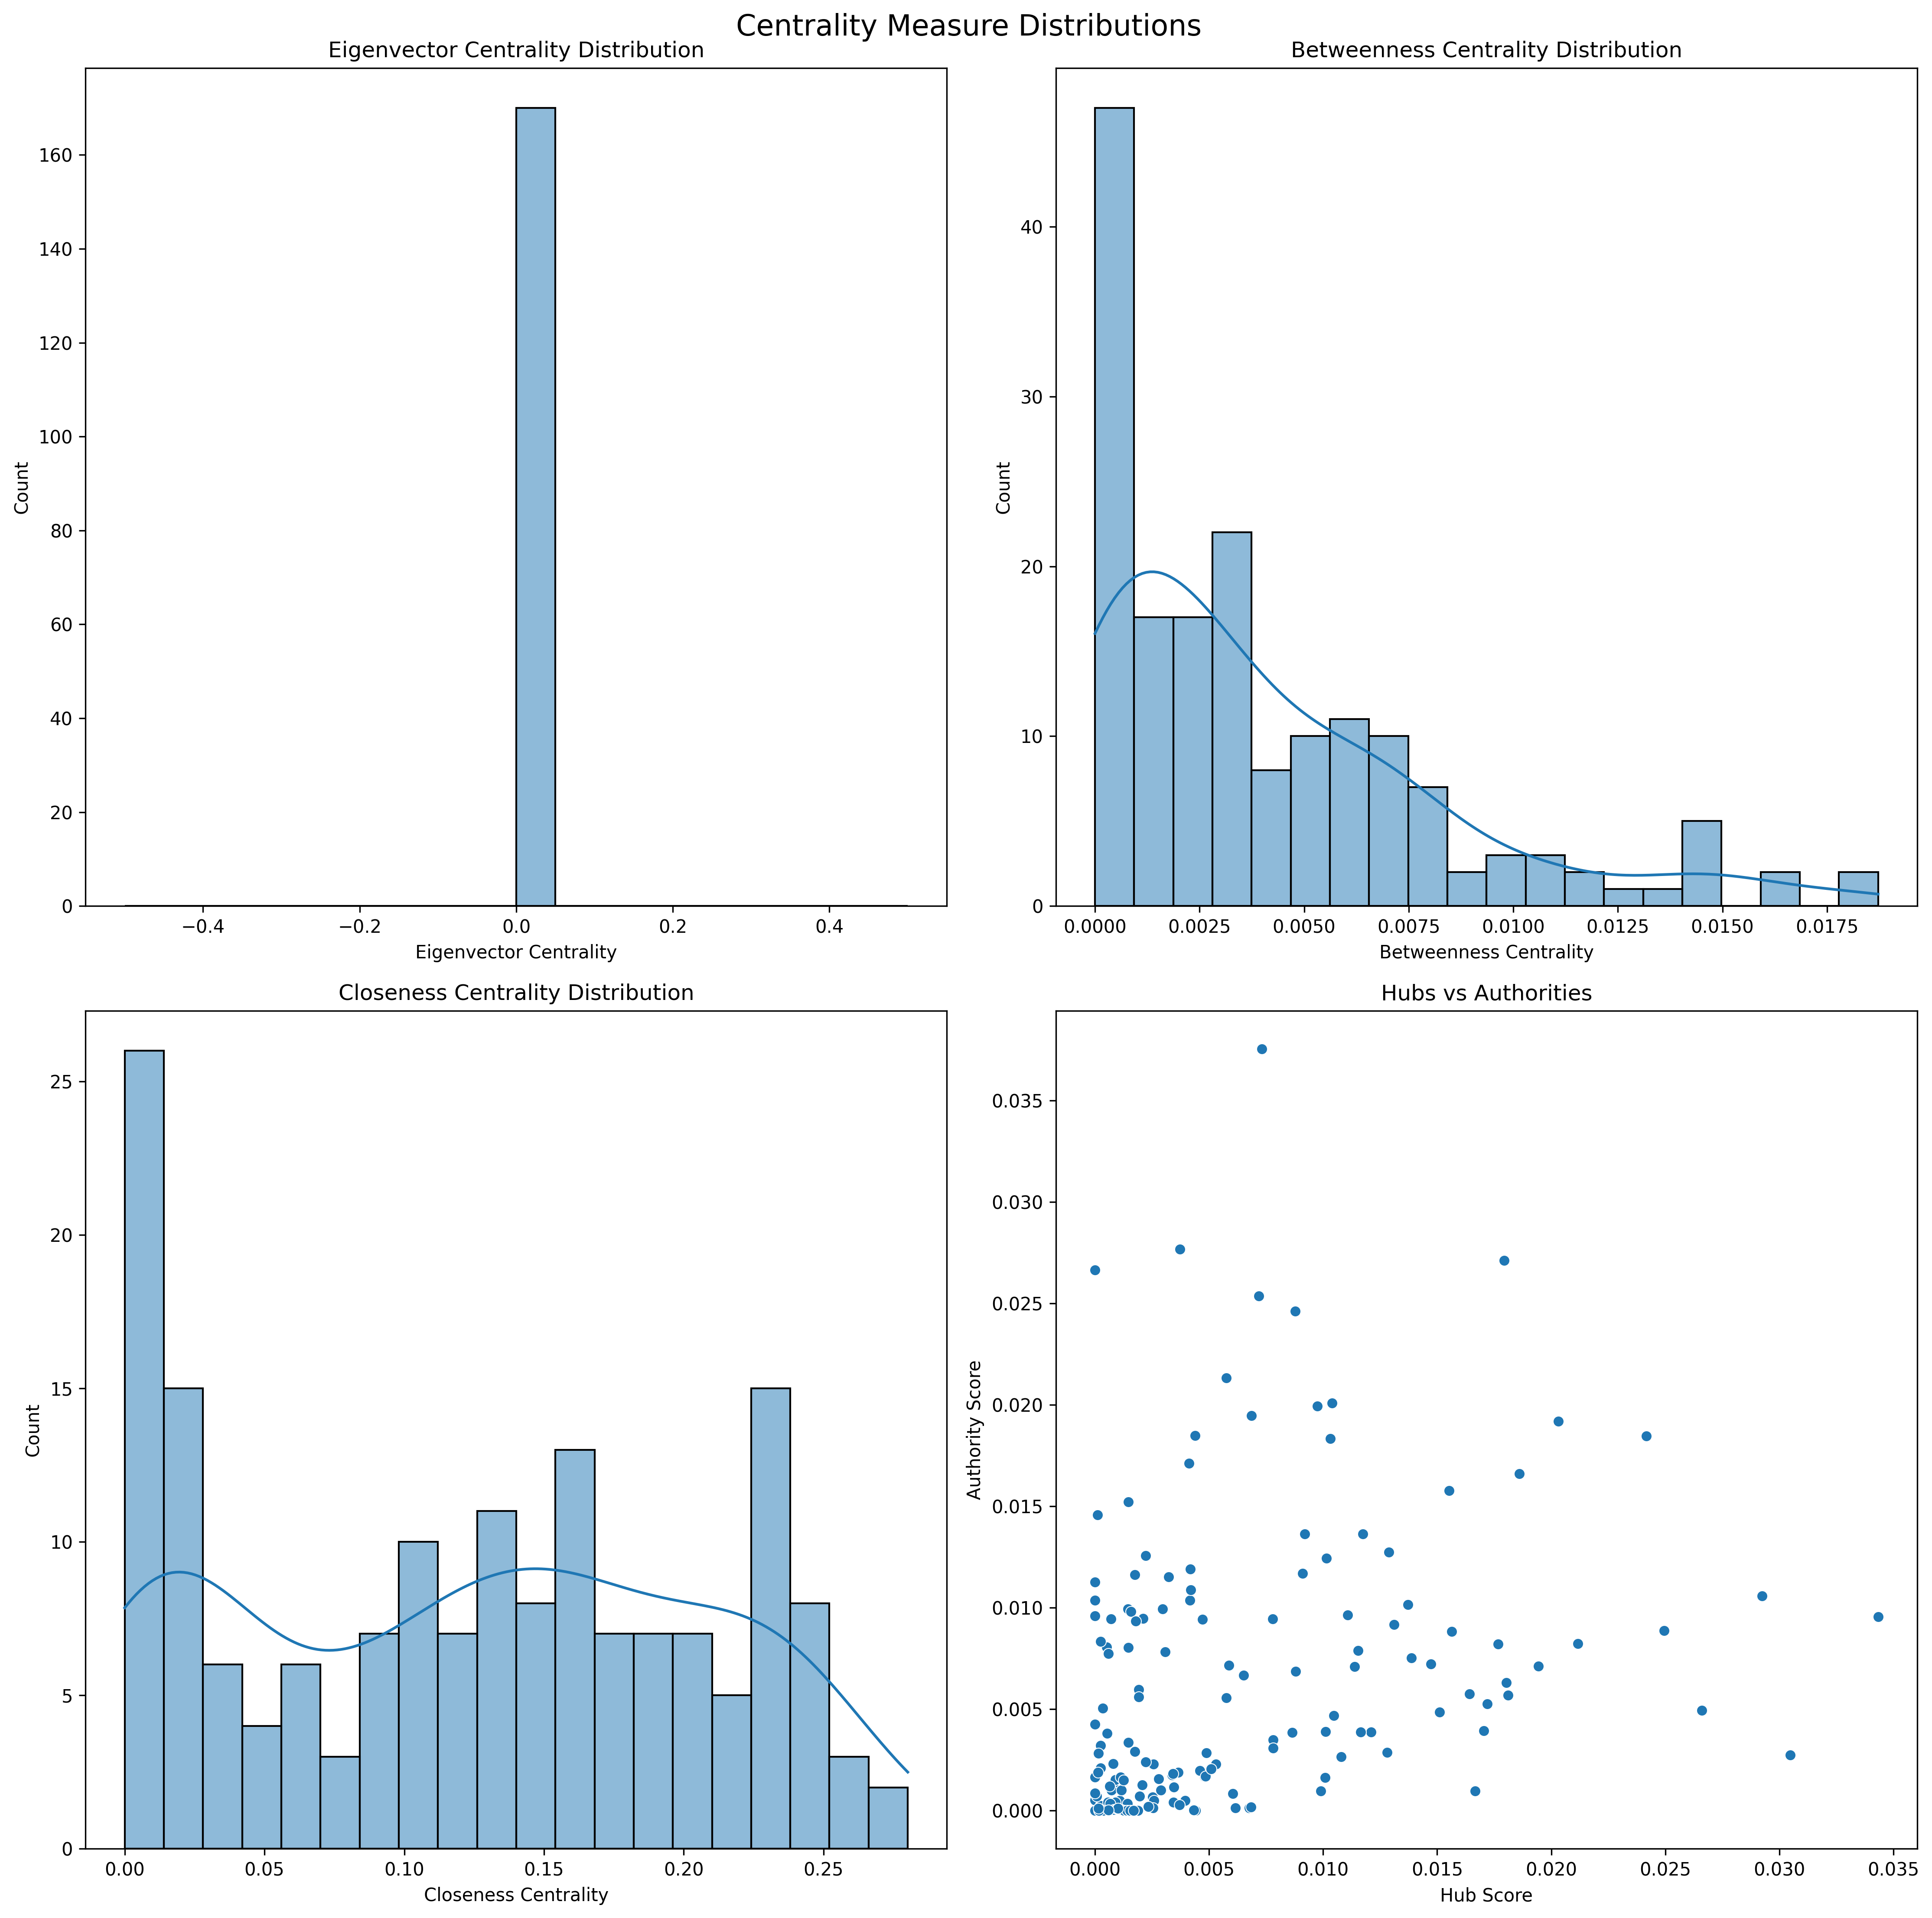 Centrality Measure Distributions
Eigenvector Centrality Distribution
Count
160
140
120
100
80
60
40
20
0
−0.4 −0.2 0.0 0.2 0.4
Eigenvector Centrality
Betweenness Centrality Distribution
Count
40
30
20
10
0
0.0000 0.0025 0.0050 0.0075 0.0100 0.0125 0.0150 0.0175
Betweenness Centrality
Closeness Centrality Distribution
Count
25
20
15
10
5
0
0.00 0.05 0.10 0.15 0.20 0.25
Closeness Centrality
Hubs vs Authorities
Authority Score
0.035
0.030
0.025
0.020
0.015
0.010
0.005
0.000
0.000 0.005 0.010 0.015 0.020 0.025 0.030 0.035
Hub Score